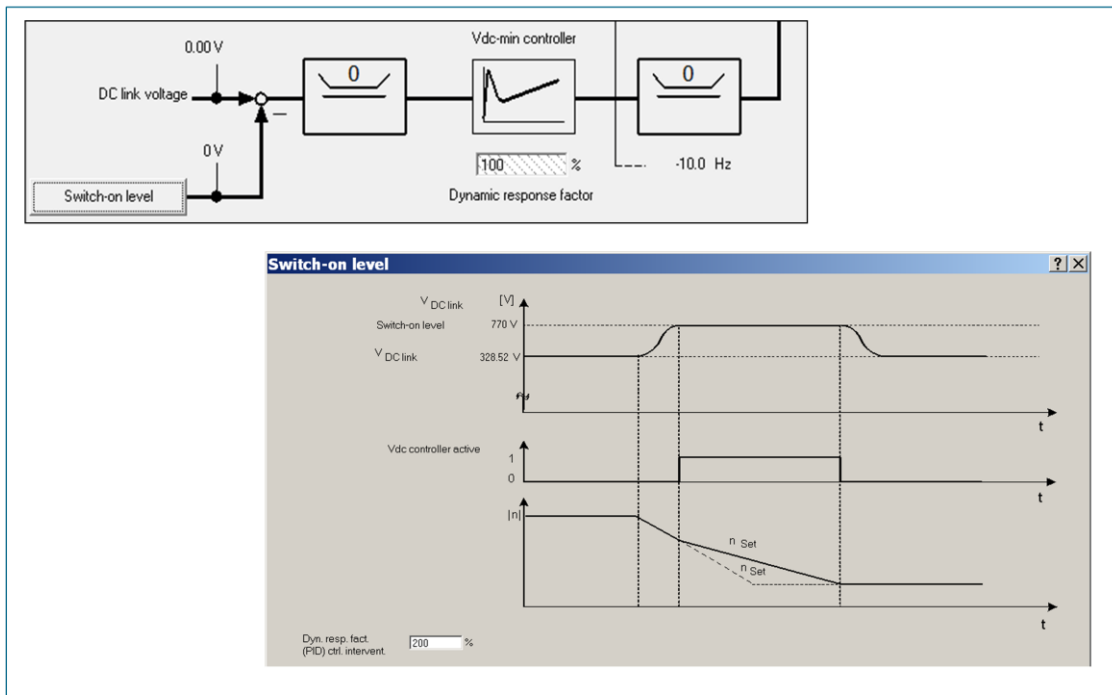 Vdc-min controller
0.00 V
0
0
DC link voltage
—
0 V
100 %
-10.0 Hz
Switch-on level
Dynamic response factor
Switch-on level
V DC link [V]
Switch-on level 770 V
V DC link 328.52 V
t
Vdc controller active
1
0
t
|n|
n Set
n Set
t
Dyn. resp. fact.
(PID) ctrl. intervent.
200 %